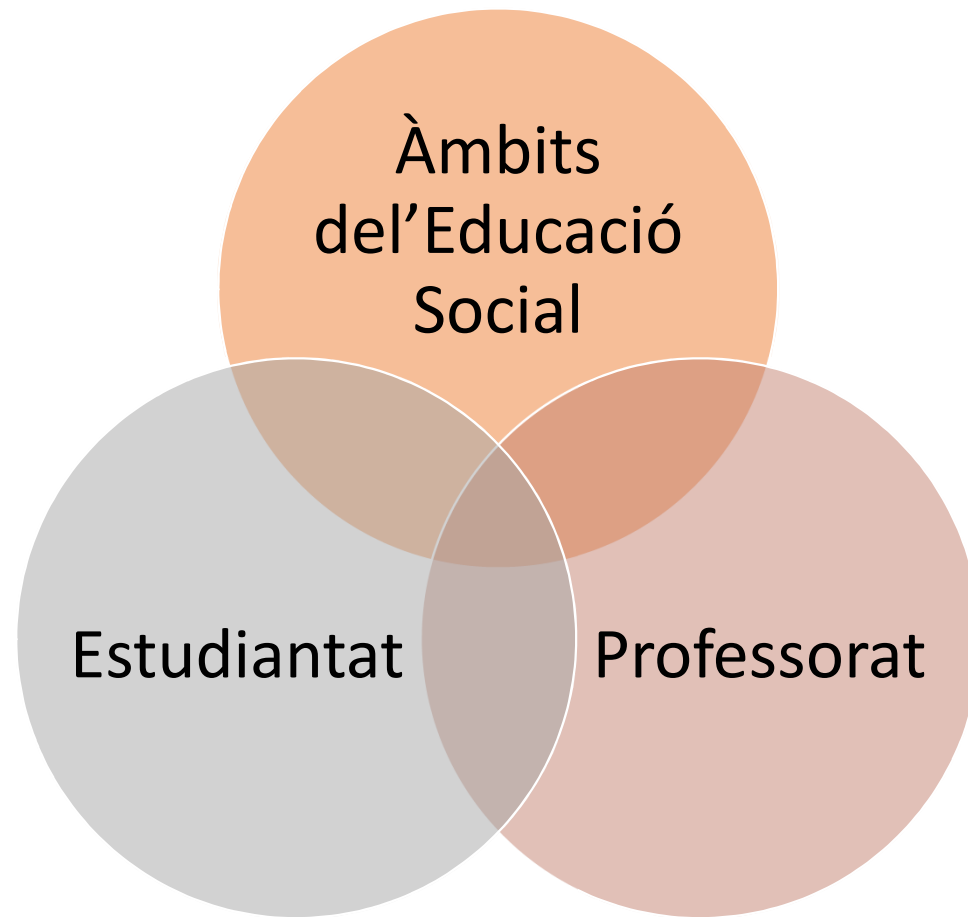 Àmbits
del’Educació
Social
Estudiantat
Professorat